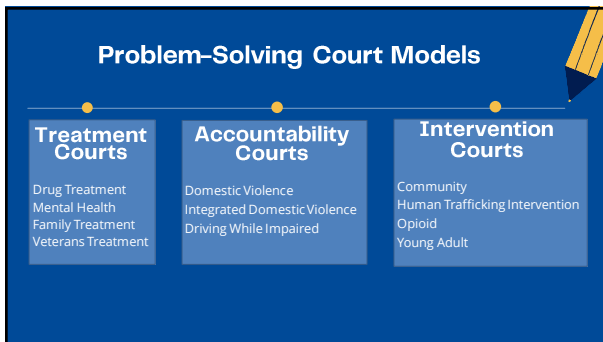 Problem-Solving Court Models
Treatment
Courts
Drug Treatment
Mental Health
Family Treatment
Veterans Treatment
Accountability
Courts
Domestic Violence
Integrated Domestic Violence
Driving While Impaired
Intervention
Courts
Community
Human Trafficking Intervention
Opioid
Young Adult